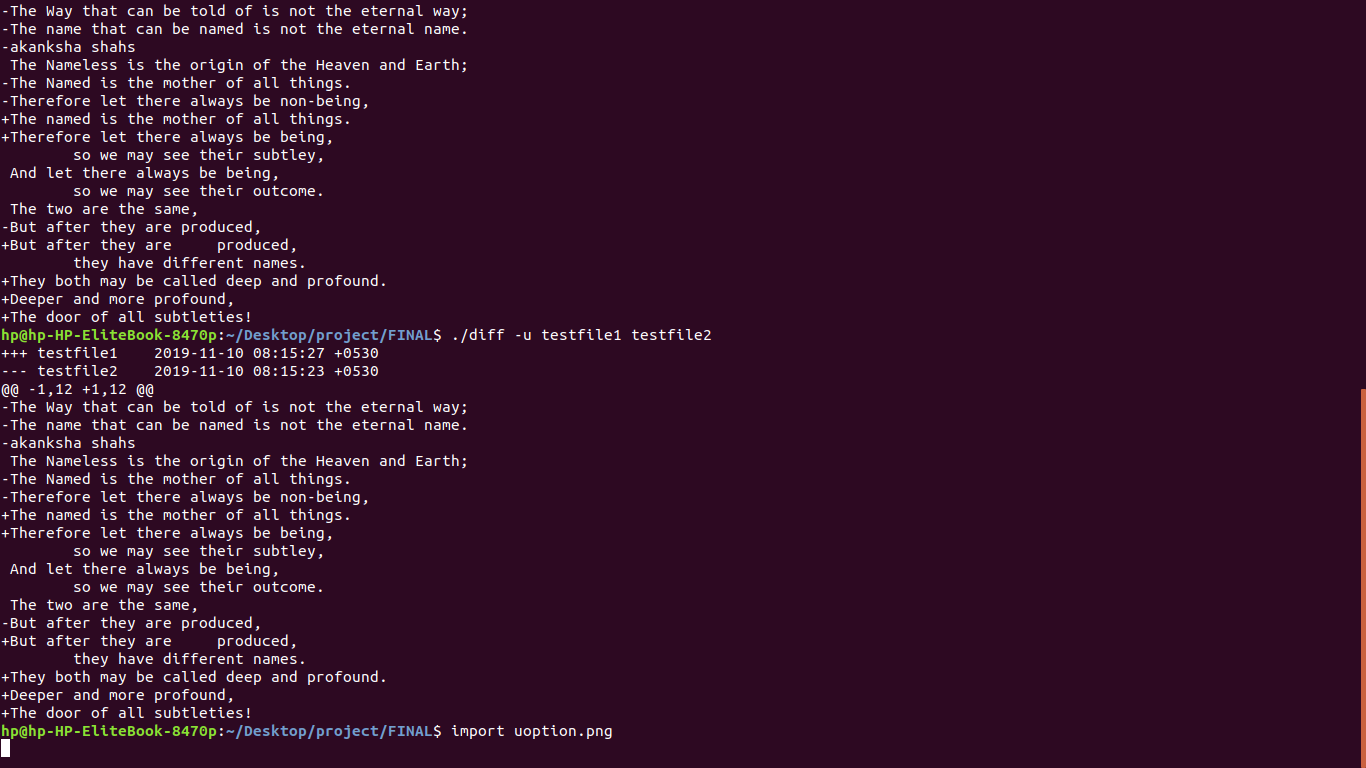 -The Way that can be told of is not the eternal way;
-The name that can be named is not the eternal name.
-akanksha shahs
 The Nameless is the origin of the Heaven and Earth;
-The Named is the mother of all things.
-Therefore let there always be non-being,
+The named is the mother of all things.
+Therefore let there always be being,
        so we may see their subtley,
 And let there always be being,
        so we may see their outcome.
 The two are the same,
-But after they are produced,
+But after they are     produced,
        they have different names.
+They both may be called deep and profound.
+Deeper and more profound,
+The door of all subtleties!
hp@hp-HP-EliteBook-8470p:~/Desktop/project/FINAL$ ./diff -u testfile1 testfile2
+++ testfile1    2019-11-10 08:15:27 +0530
--- testfile2    2019-11-10 08:15:23 +0530
@@ -1,12 +1,12 @@
-The Way that can be told of is not the eternal way;
-The name that can be named is not the eternal name.
-akanksha shahs
 The Nameless is the origin of the Heaven and Earth;
-The Named is the mother of all things.
-Therefore let there always be non-being,
+The named is the mother of all things.
+Therefore let there always be being,
        so we may see their subtley,
 And let there always be being,
        so we may see their outcome.
 The two are the same,
-But after they are produced,
+But after they are     produced,
        they have different names.
+They both may be called deep and profound.
+Deeper and more profound,
+The door of all subtleties!
hp@hp-HP-EliteBook-8470p:~/Desktop/project/FINAL$ import uoption.png